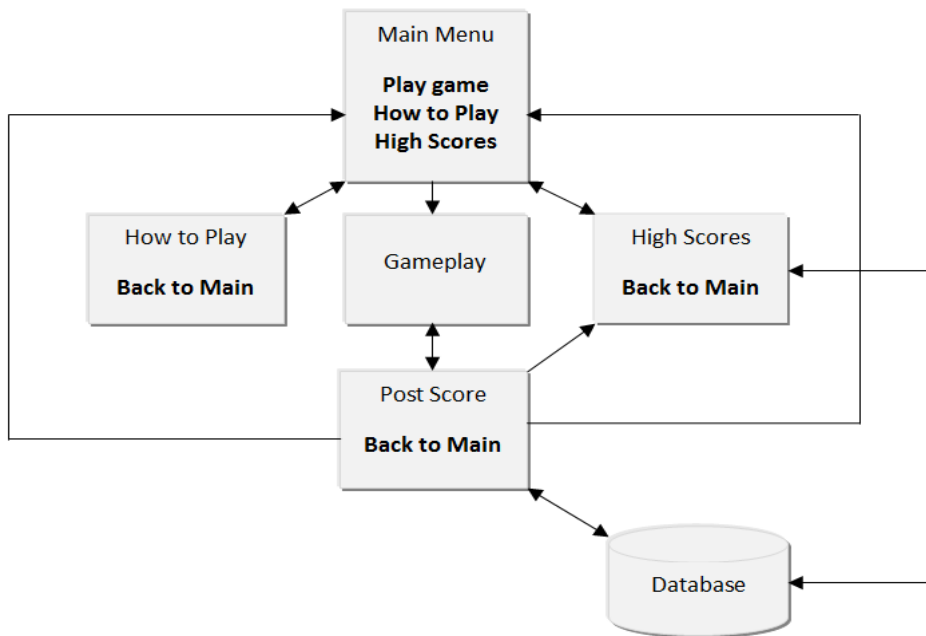 Main Menu
Play game
How to Play
High Scores
How to Play
Back to Main
Gameplay
High Scores
Back to Main
Post Score
Back to Main
Database